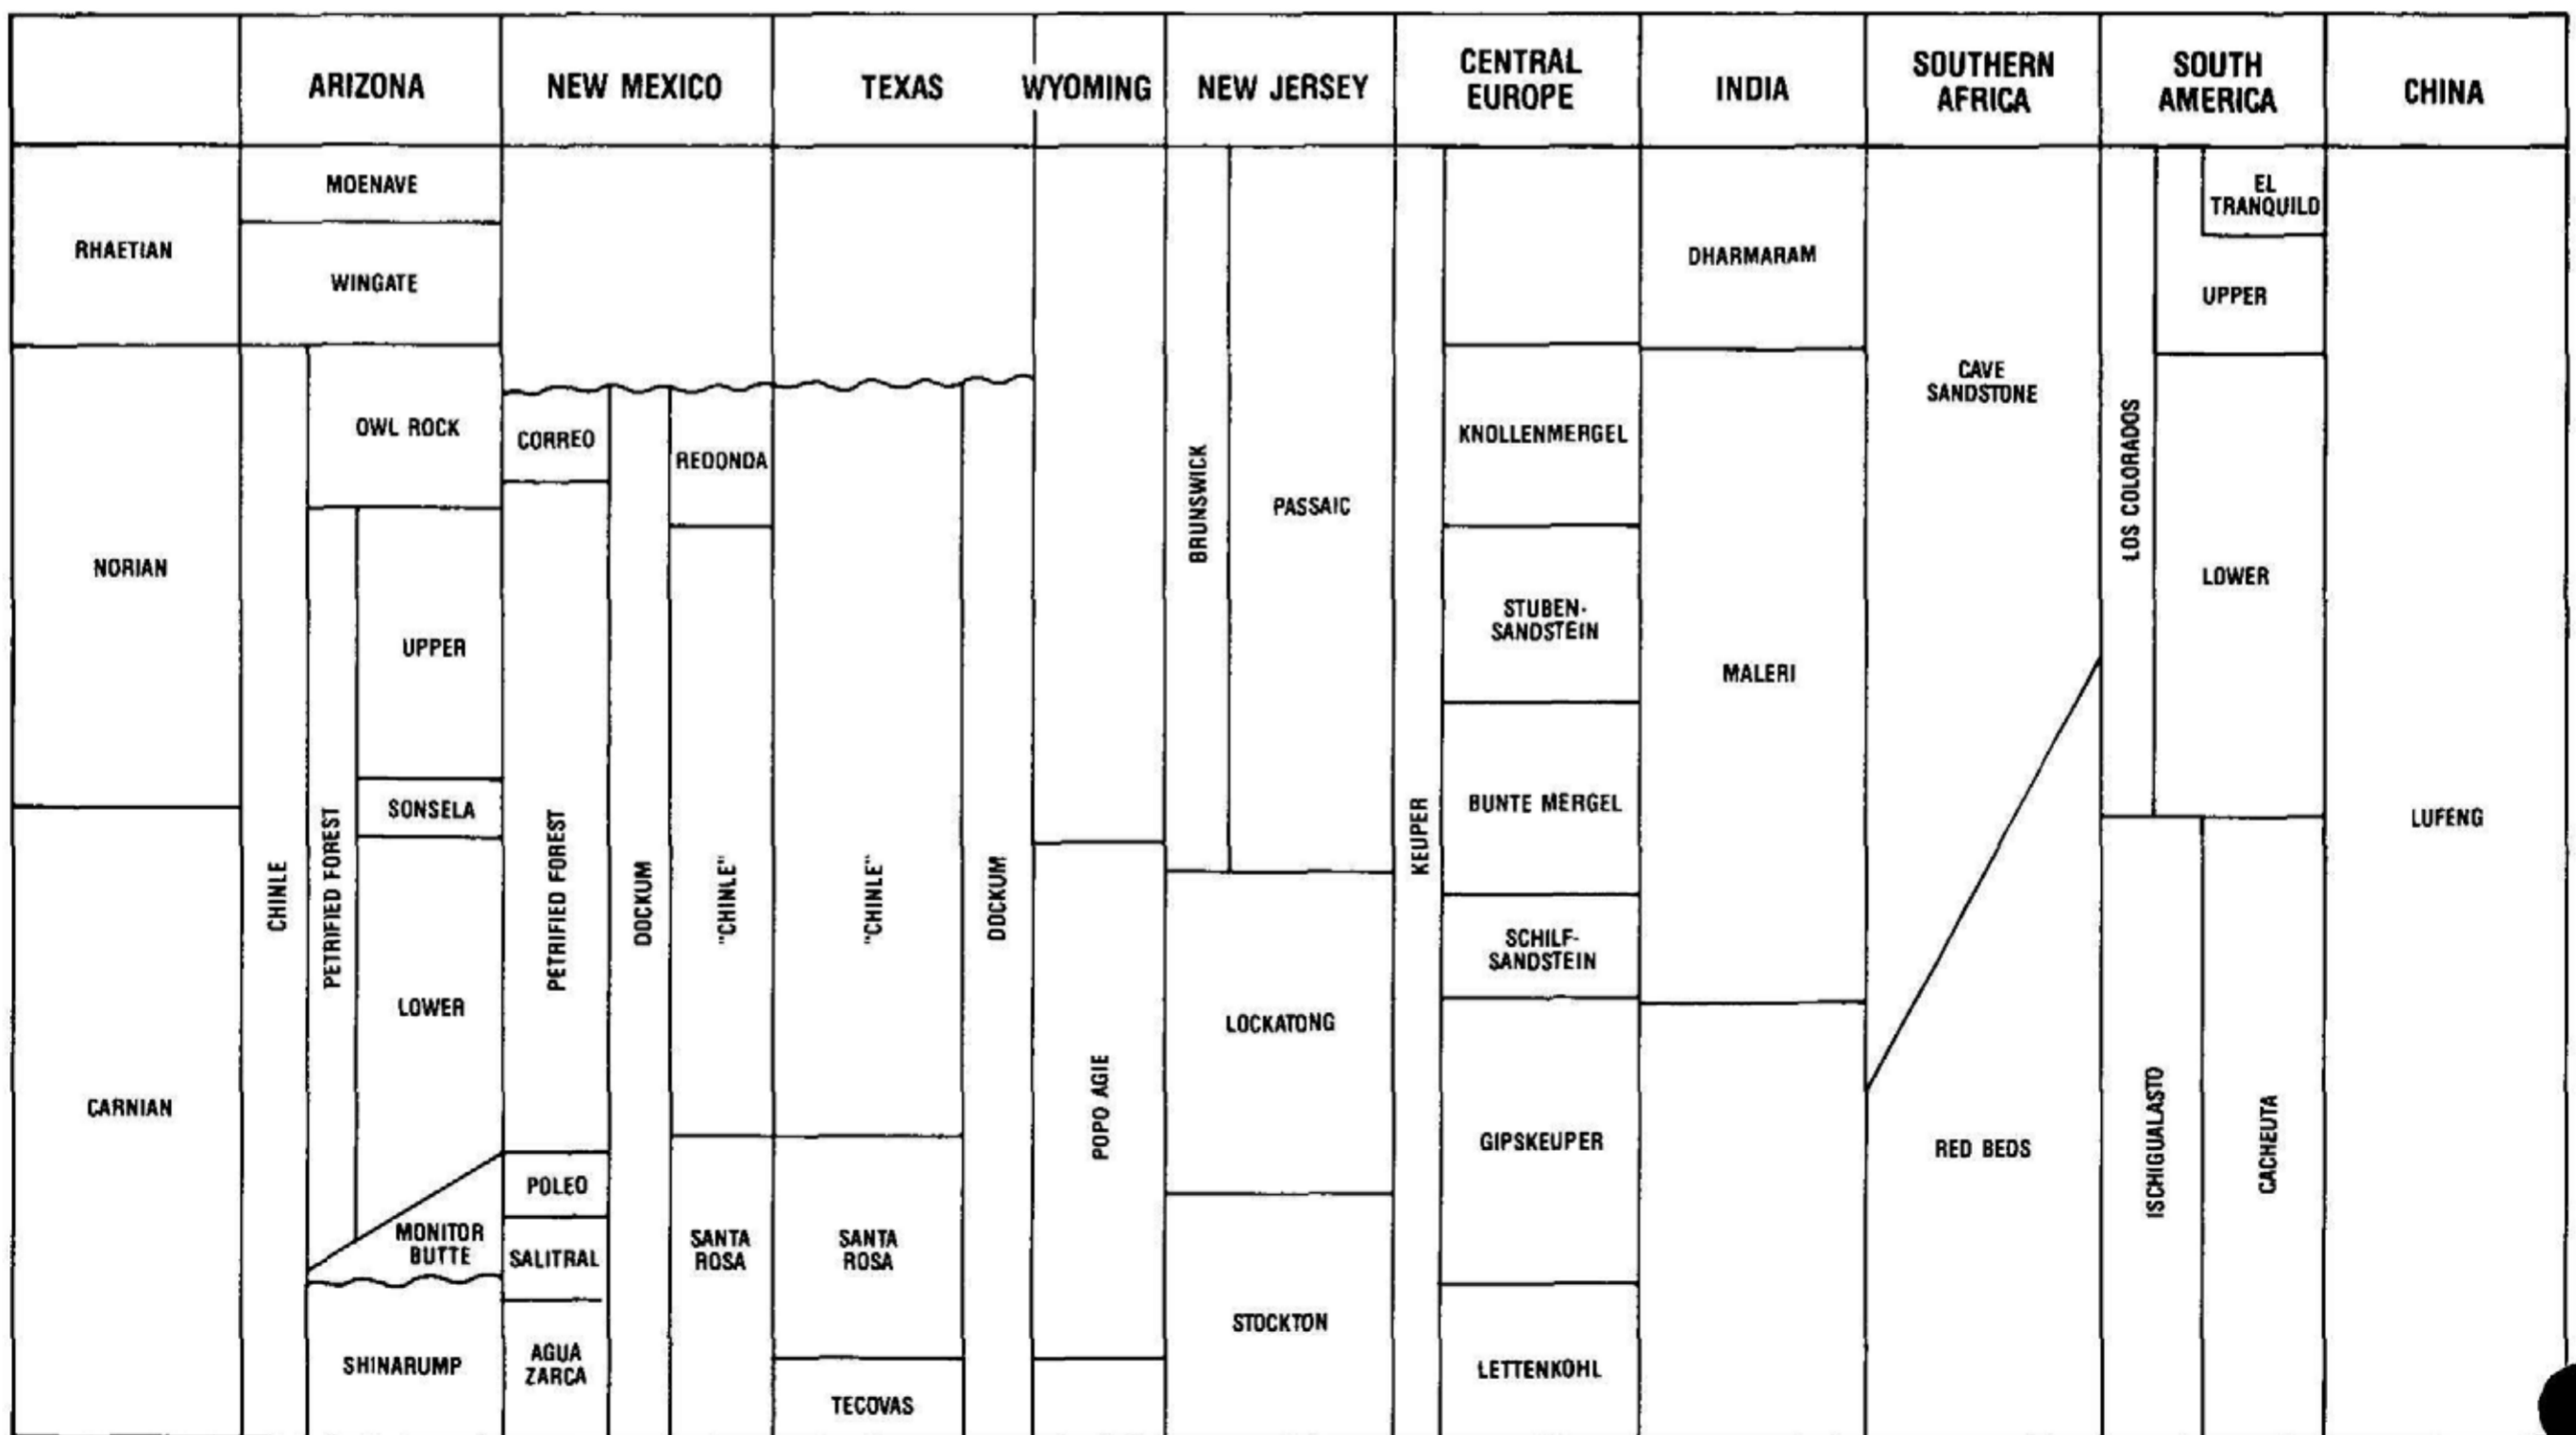 ARIZONA
NEW MEXICO
TEXAS
WYOMING
NEW JERSEY
CENTRAL
EUROPE
INDIA
SOUTHERN
AFRICA
SOUTH
AMERICA
CHINA
RHAETIAN
NORIAN
CARNIAN
MOENAVE
WINGATE
CHINLE
OWL ROCK
PETRIFIED FOREST
UPPER
SONSELA
LOWER
MONITOR
BUTTE
SHINARUMP
CORREO
PETRIFIED FOREST
POLEO
SALITRAL
AGUA
ZARCA
DOCKUM
REDONDA
"CHINLE"
SANTA
ROSA
"CHINLE"
SANTA
ROSA
TECOVAS
DOCKUM
POPO AGIE
BRUNSWICK
PASSAIC
LOCKATONG
STOCKTON
KEUPER
KNOLLENMERGEL
STUBEN-
SANDSTEIN
BUNTE MERGEL
SCHILF-
SANDSTEIN
GIPSKEUPER
LETTENKOHL
DHARMARAM
MALERI
CAVE
SANDSTONE
RED BEDS
LOS COLORADOS
EL
TRANQUILD
UPPER
LOWER
ISCHIGUALASTO
CACHEUTA
LUFENG